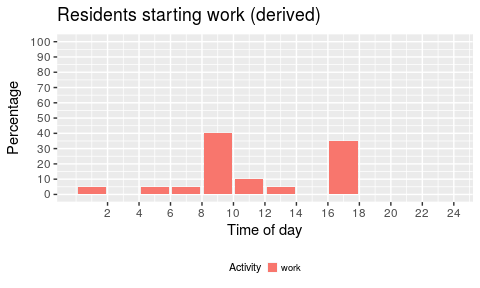 Residents starting work (derived)
Percentage
100
90
80
70
60
50
40
30
20
10
0
2 4 6 8 10 12 14 16 18 20 22 24
Time of day
Activity work